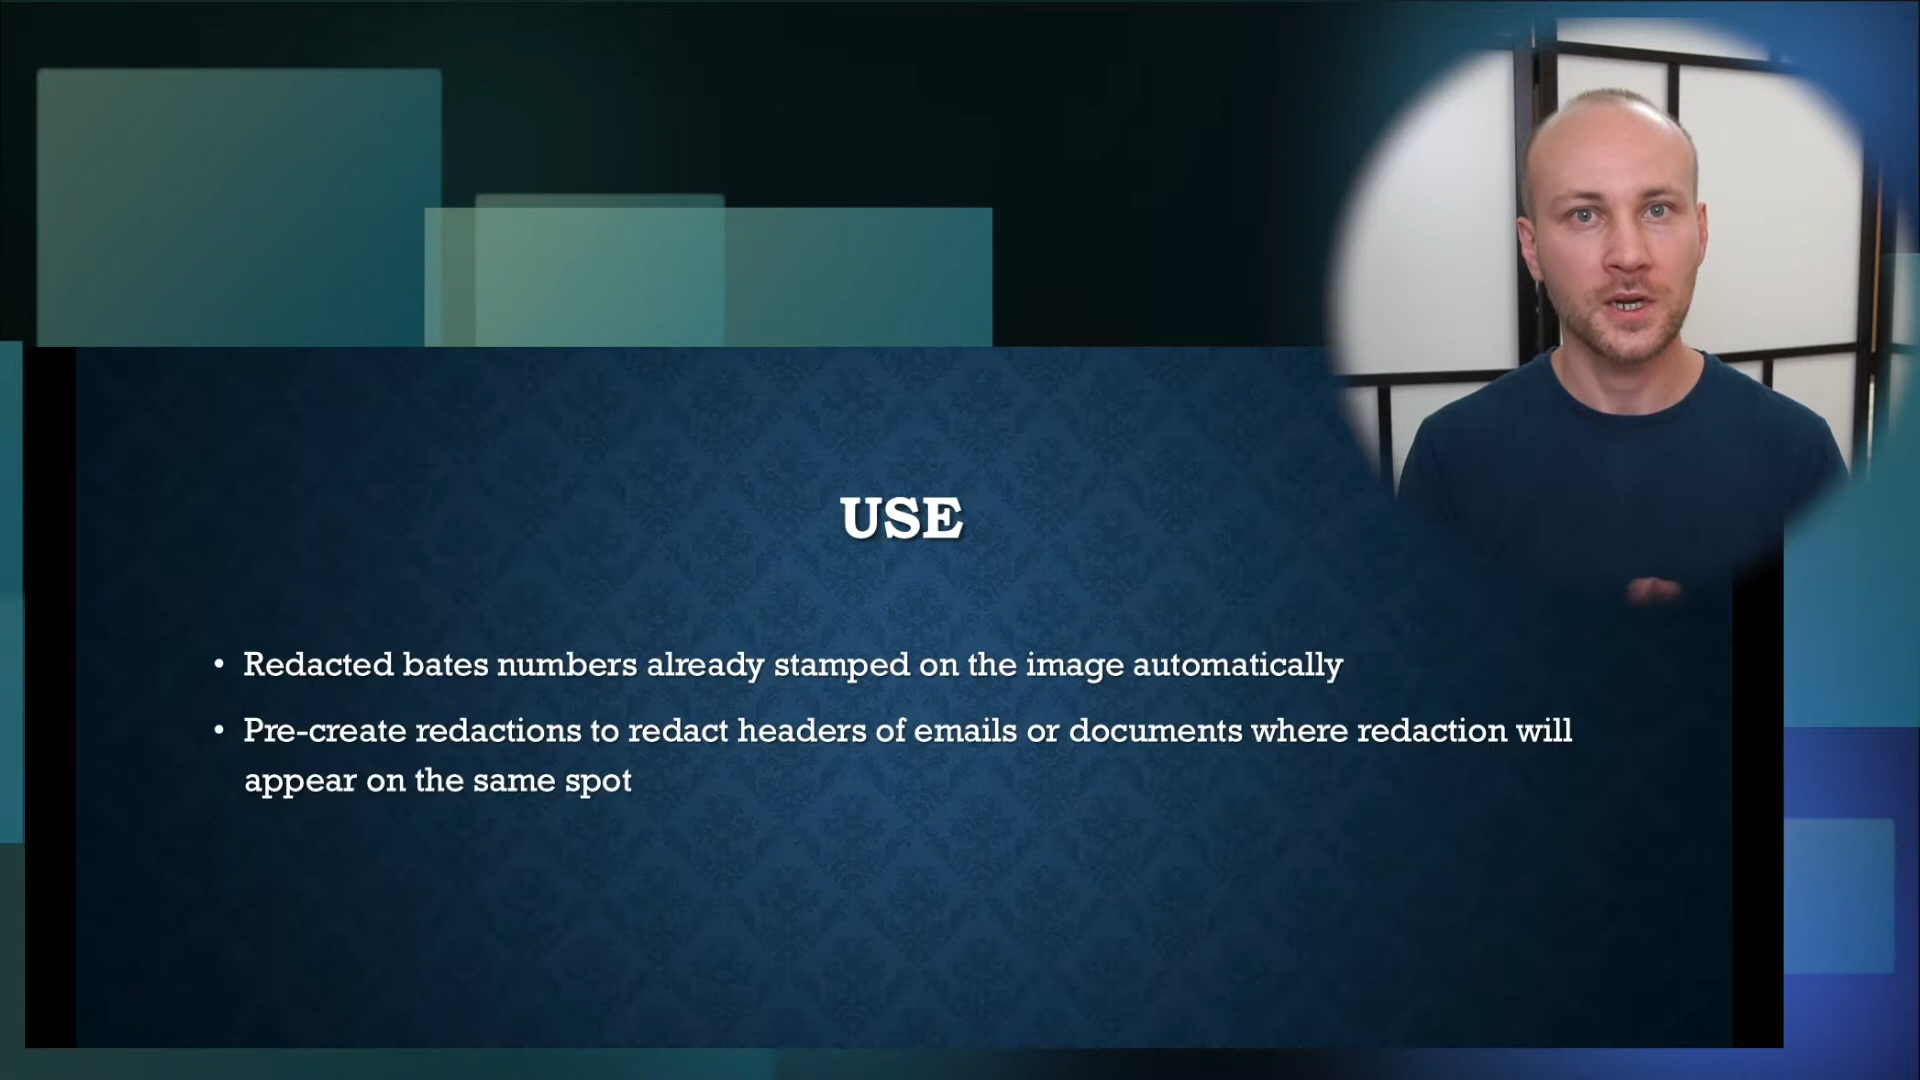 USE
• Redacted bates numbers already stamped on the image automatically
• Pre-create redactions to redact headers of emails or documents where redaction will
appear on the same spot